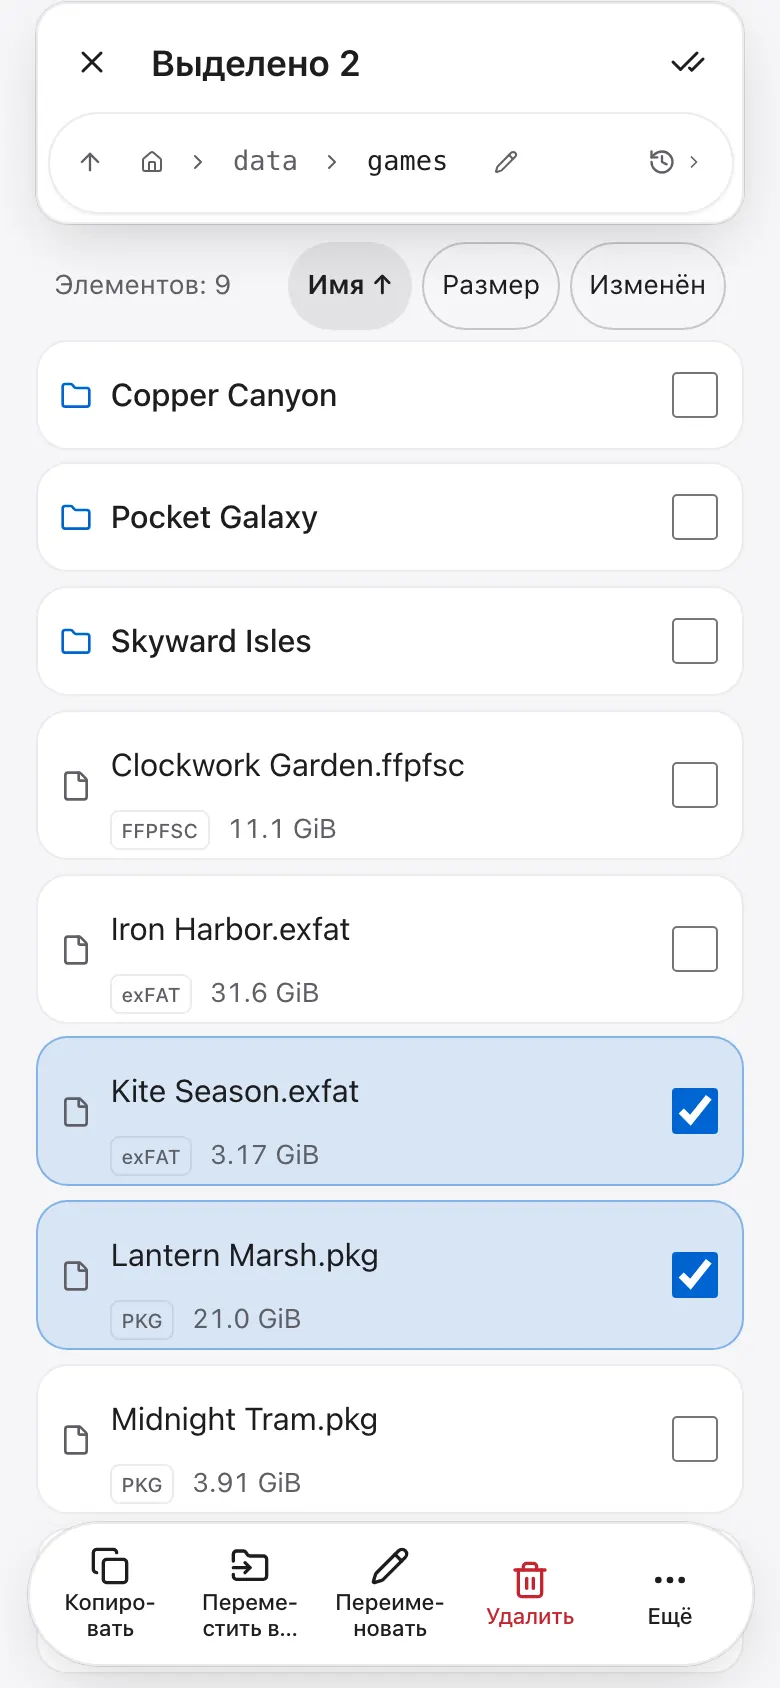 Выделено 2
data
games
Элементов: 9
Имя ↑
Размер
Изменён
Copper Canyon
Pocket Galaxy
Skyward Isles
Clockwork Garden.ffpfsc
FFPFSC 11.1 GiB
Iron Harbor.exfat
exFAT 31.6 GiB
Kite Season.exfat
exFAT 3.17 GiB
Lantern Marsh.pkg
PKG 21.0 GiB
Midnight Tram.pkg
PKG 3.91 GiB
Копиро-
вать
Переме-
стить в...
Переиме-
новать
Удалить
Ещё